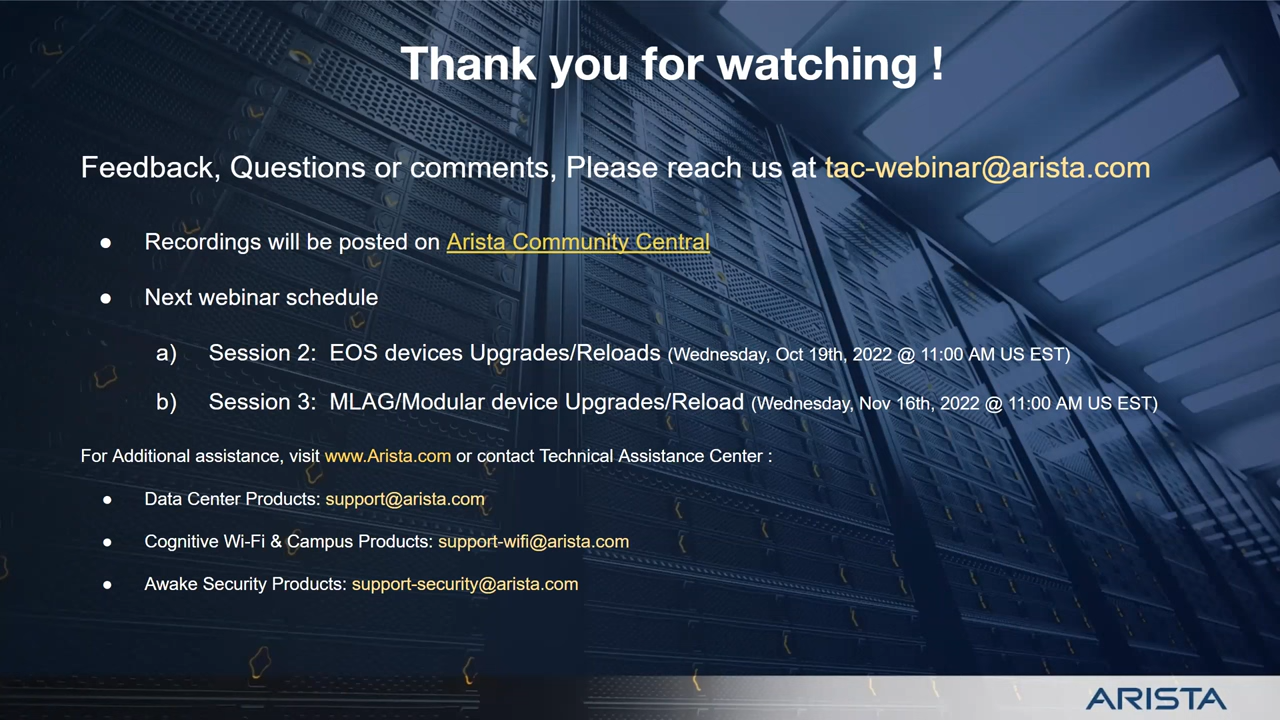 Thank you for watching !
Feedback, Questions or comments, Please reach us at tac-webinar@arista.com
● Recordings will be posted on Arista Community Central
● Next webinar schedule
a) Session 2: EOS devices Upgrades/Reloads (Wednesday, Oct 19th, 2022 @ 11:00 AM US EST)
b) Session 3: MLAG/Modular device Upgrades/Reload (Wednesday, Nov 16th, 2022 @ 11:00 AM US EST)
For Additional assistance, visit www.Arista.com or contact Technical Assistance Center :
● Data Center Products: support@arista.com
● Cognitive Wi-Fi & Campus Products: support-wifi@arista.com
● Awake Security Products: support-security@arista.com
ARISTA